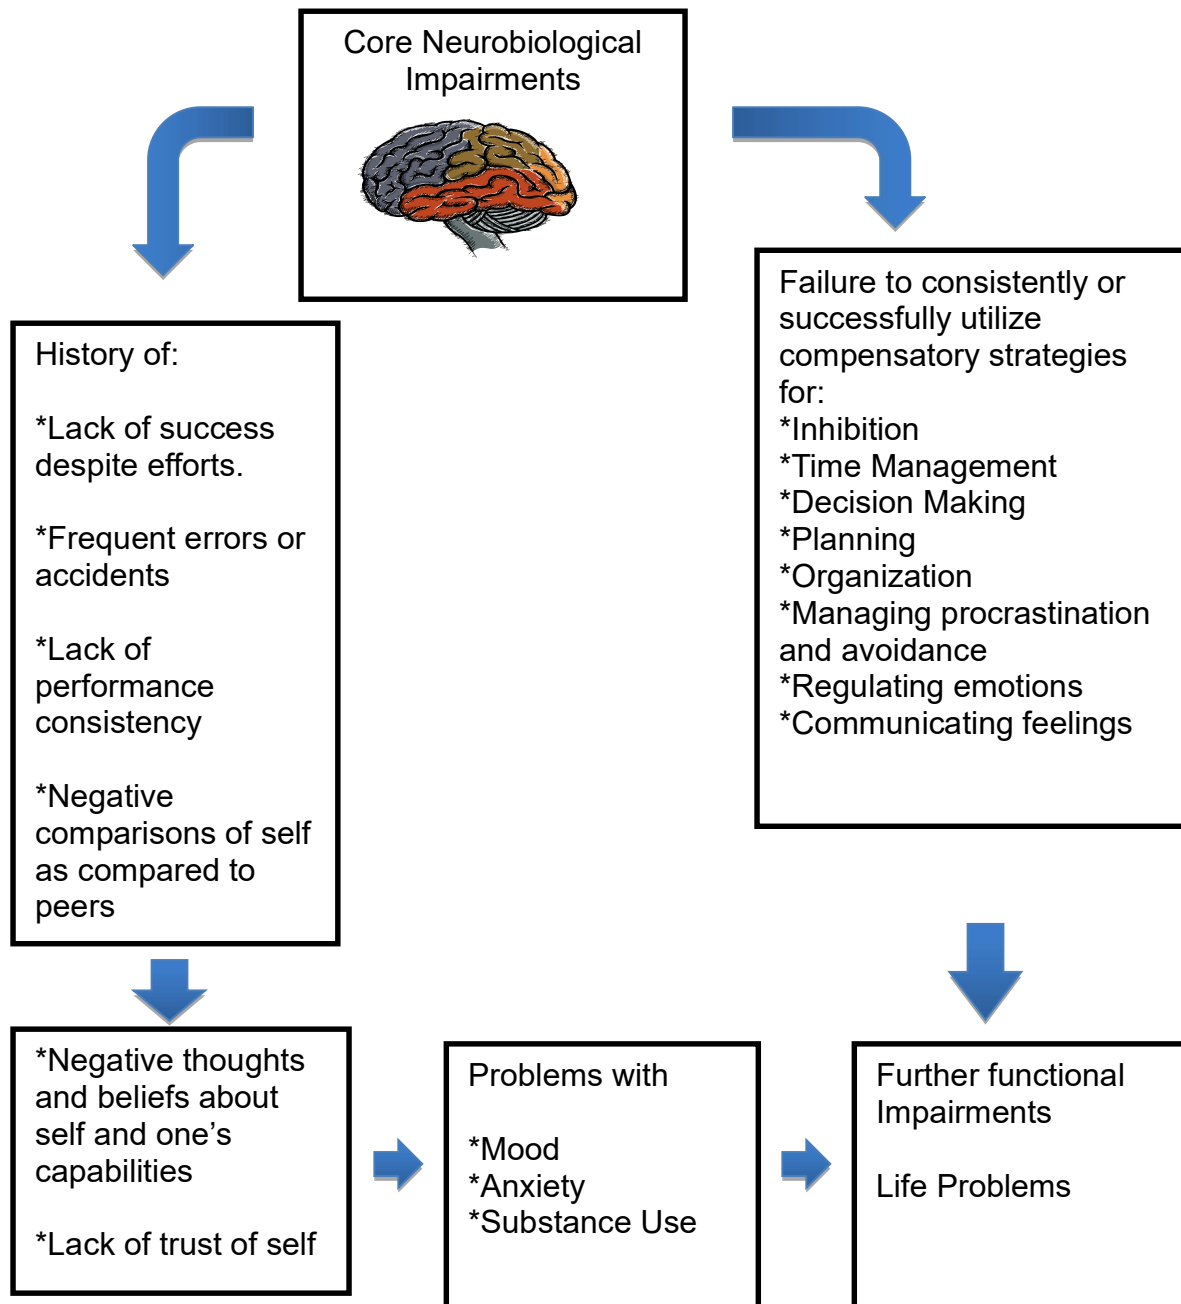 Core Neurobiological
Impairments
History of:
*Lack of success
despite efforts.
*Frequent errors or
accidents
*Lack of
performance
consistency
*Negative
comparisons of self
as compared to
peers
Failure to consistently or
successfully utilize
compensatory strategies
for:
*Inhibition
*Time Management
*Decision Making
*Planning
*Organization
*Managing procrastination
and avoidance
*Regulating emotions
*Communicating feelings
*Negative thoughts
and beliefs about
self and one’s
capabilities
*Lack of trust of self
Problems with
*Mood
*Anxiety
*Substance Use
Further functional
Impairments
Life Problems